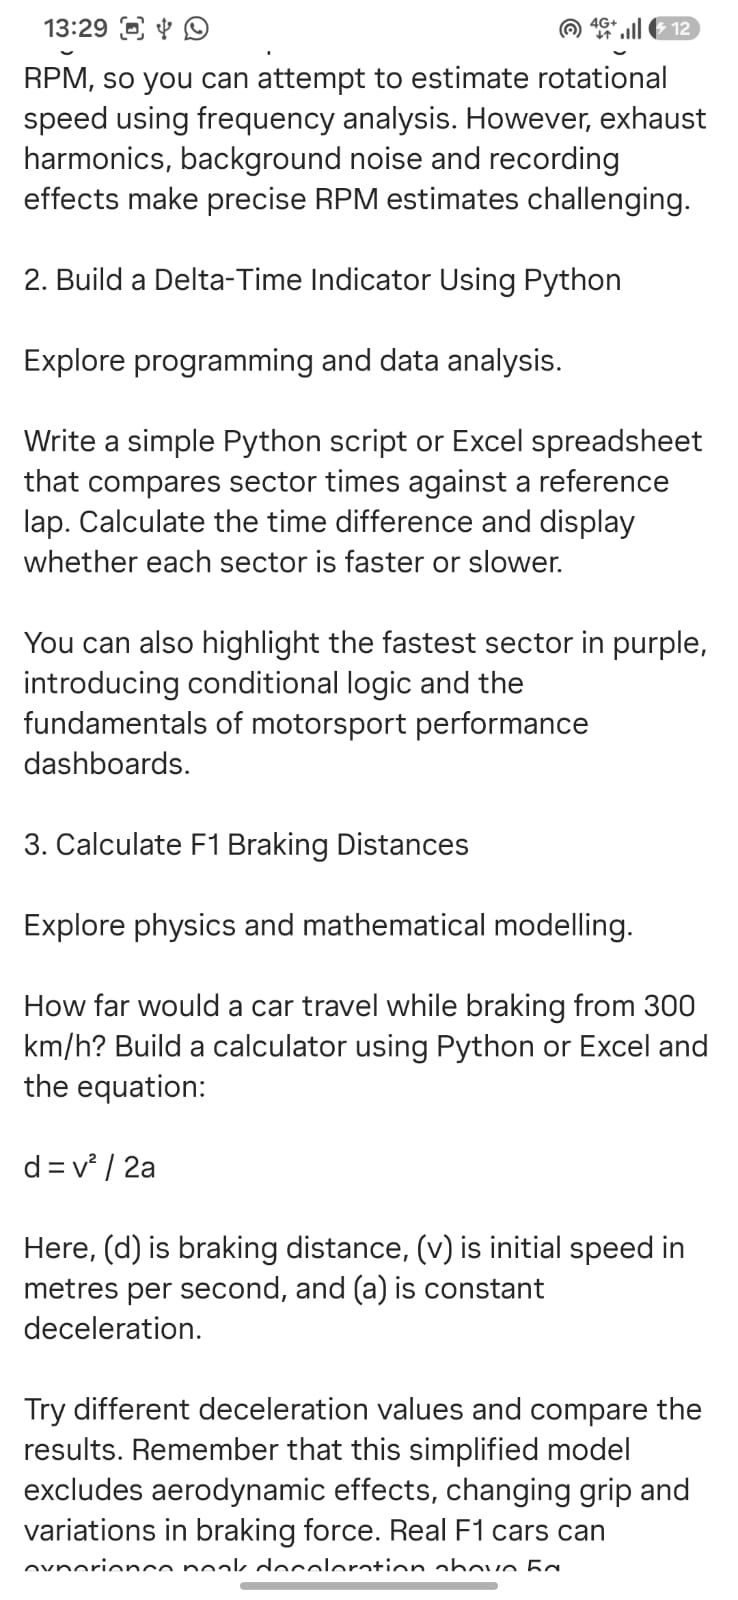 13:29
4G+
12
RPM, so you can attempt to estimate rotational
speed using frequency analysis. However, exhaust
harmonics, background noise and recording
effects make precise RPM estimates challenging.
2. Build a Delta-Time Indicator Using Python
Explore programming and data analysis.
Write a simple Python script or Excel spreadsheet
that compares sector times against a reference
lap. Calculate the time difference and display
whether each sector is faster or slower.
You can also highlight the fastest sector in purple,
introducing conditional logic and the
fundamentals of motorsport performance
dashboards.
3. Calculate F1 Braking Distances
Explore physics and mathematical modelling.
How far would a car travel while braking from 300
km/h? Build a calculator using Python or Excel and
the equation:
d = v² / 2a
Here, (d) is braking distance, (v) is initial speed in
metres per second, and (a) is constant
deceleration.
Try different deceleration values and compare the
results. Remember that this simplified model
excludes aerodynamic effects, changing grip and
variations in braking force. Real F1 cars can
experience peak deceleration above 5g